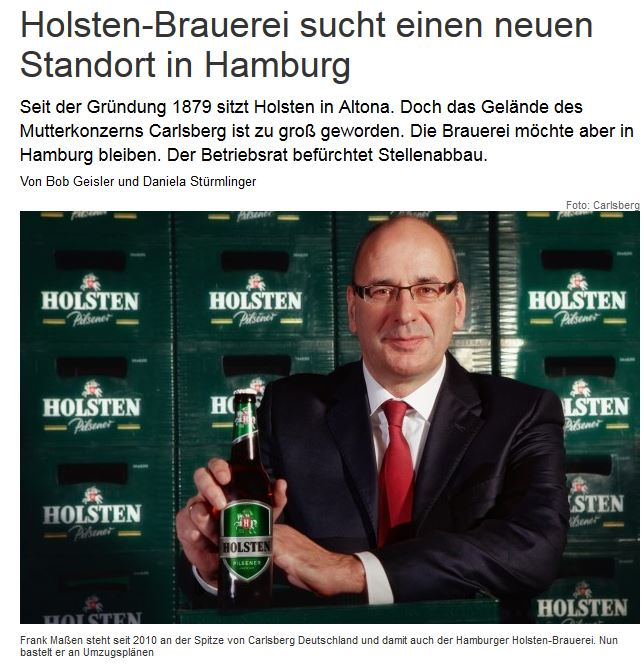 Holsten-Brauerei sucht einen neuen
Standort in Hamburg
Seit der Gründung 1879 sitzt Holsten in Altona. Doch das Gelände des
Mutterkonzerns Carlsberg ist zu groß geworden. Die Brauerei möchte aber in
Hamburg bleiben. Der Betriebsrat befürchtet Stellenabbau.
Von Bob Geisler und Daniela Stürmlinger
Foto: Carlsberg
HOLSTEN
Pilsener
HOLSTEN
Pilsener
HOLSTEN
Pilsener
HOLSTEN
Pilsener
HO
LSTEN
Pilsener
HOLSTEN
Pilsener
STEN
Pilsener
HOLSTEN
PILSENER
HOLSTEN
Frank Maßen steht seit 2010 an der Spitze von Carlsberg Deutschland und damit auch der Hamburger Holsten-Brauerei. Nun
bastelt er an Umzugsplänen